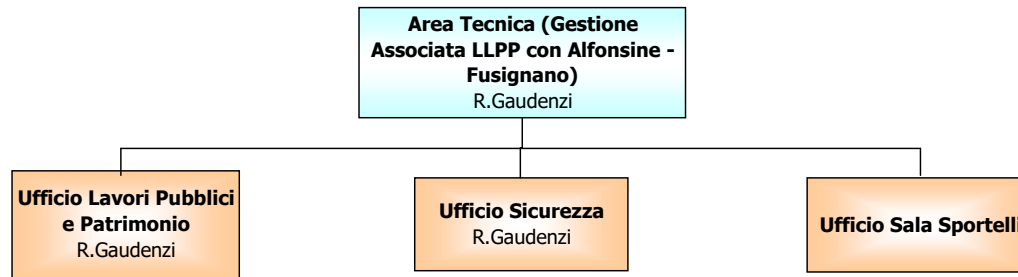 Area Tecnica (Gestione
Associata LLPP con Alfonsine -
Fusignano)
R.Gaudenzi
Ufficio Lavori Pubblici
e Patrimonio
R.Gaudenzi
Ufficio Sicurezza
R.Gaudenzi
Ufficio Sala Sportelli